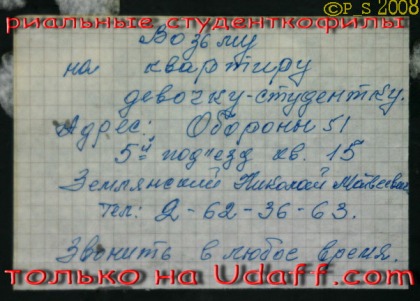 © P S 2008
риальные студенткофилы
Возьму
на квартиру
девочку-студентку.
Адрес: Обороны 51
5й подъезд кв. 15
Землянский Николай Матвеевич
Тел: 2-62-36-63.
Звонить в любое время.
только на Udaff.com